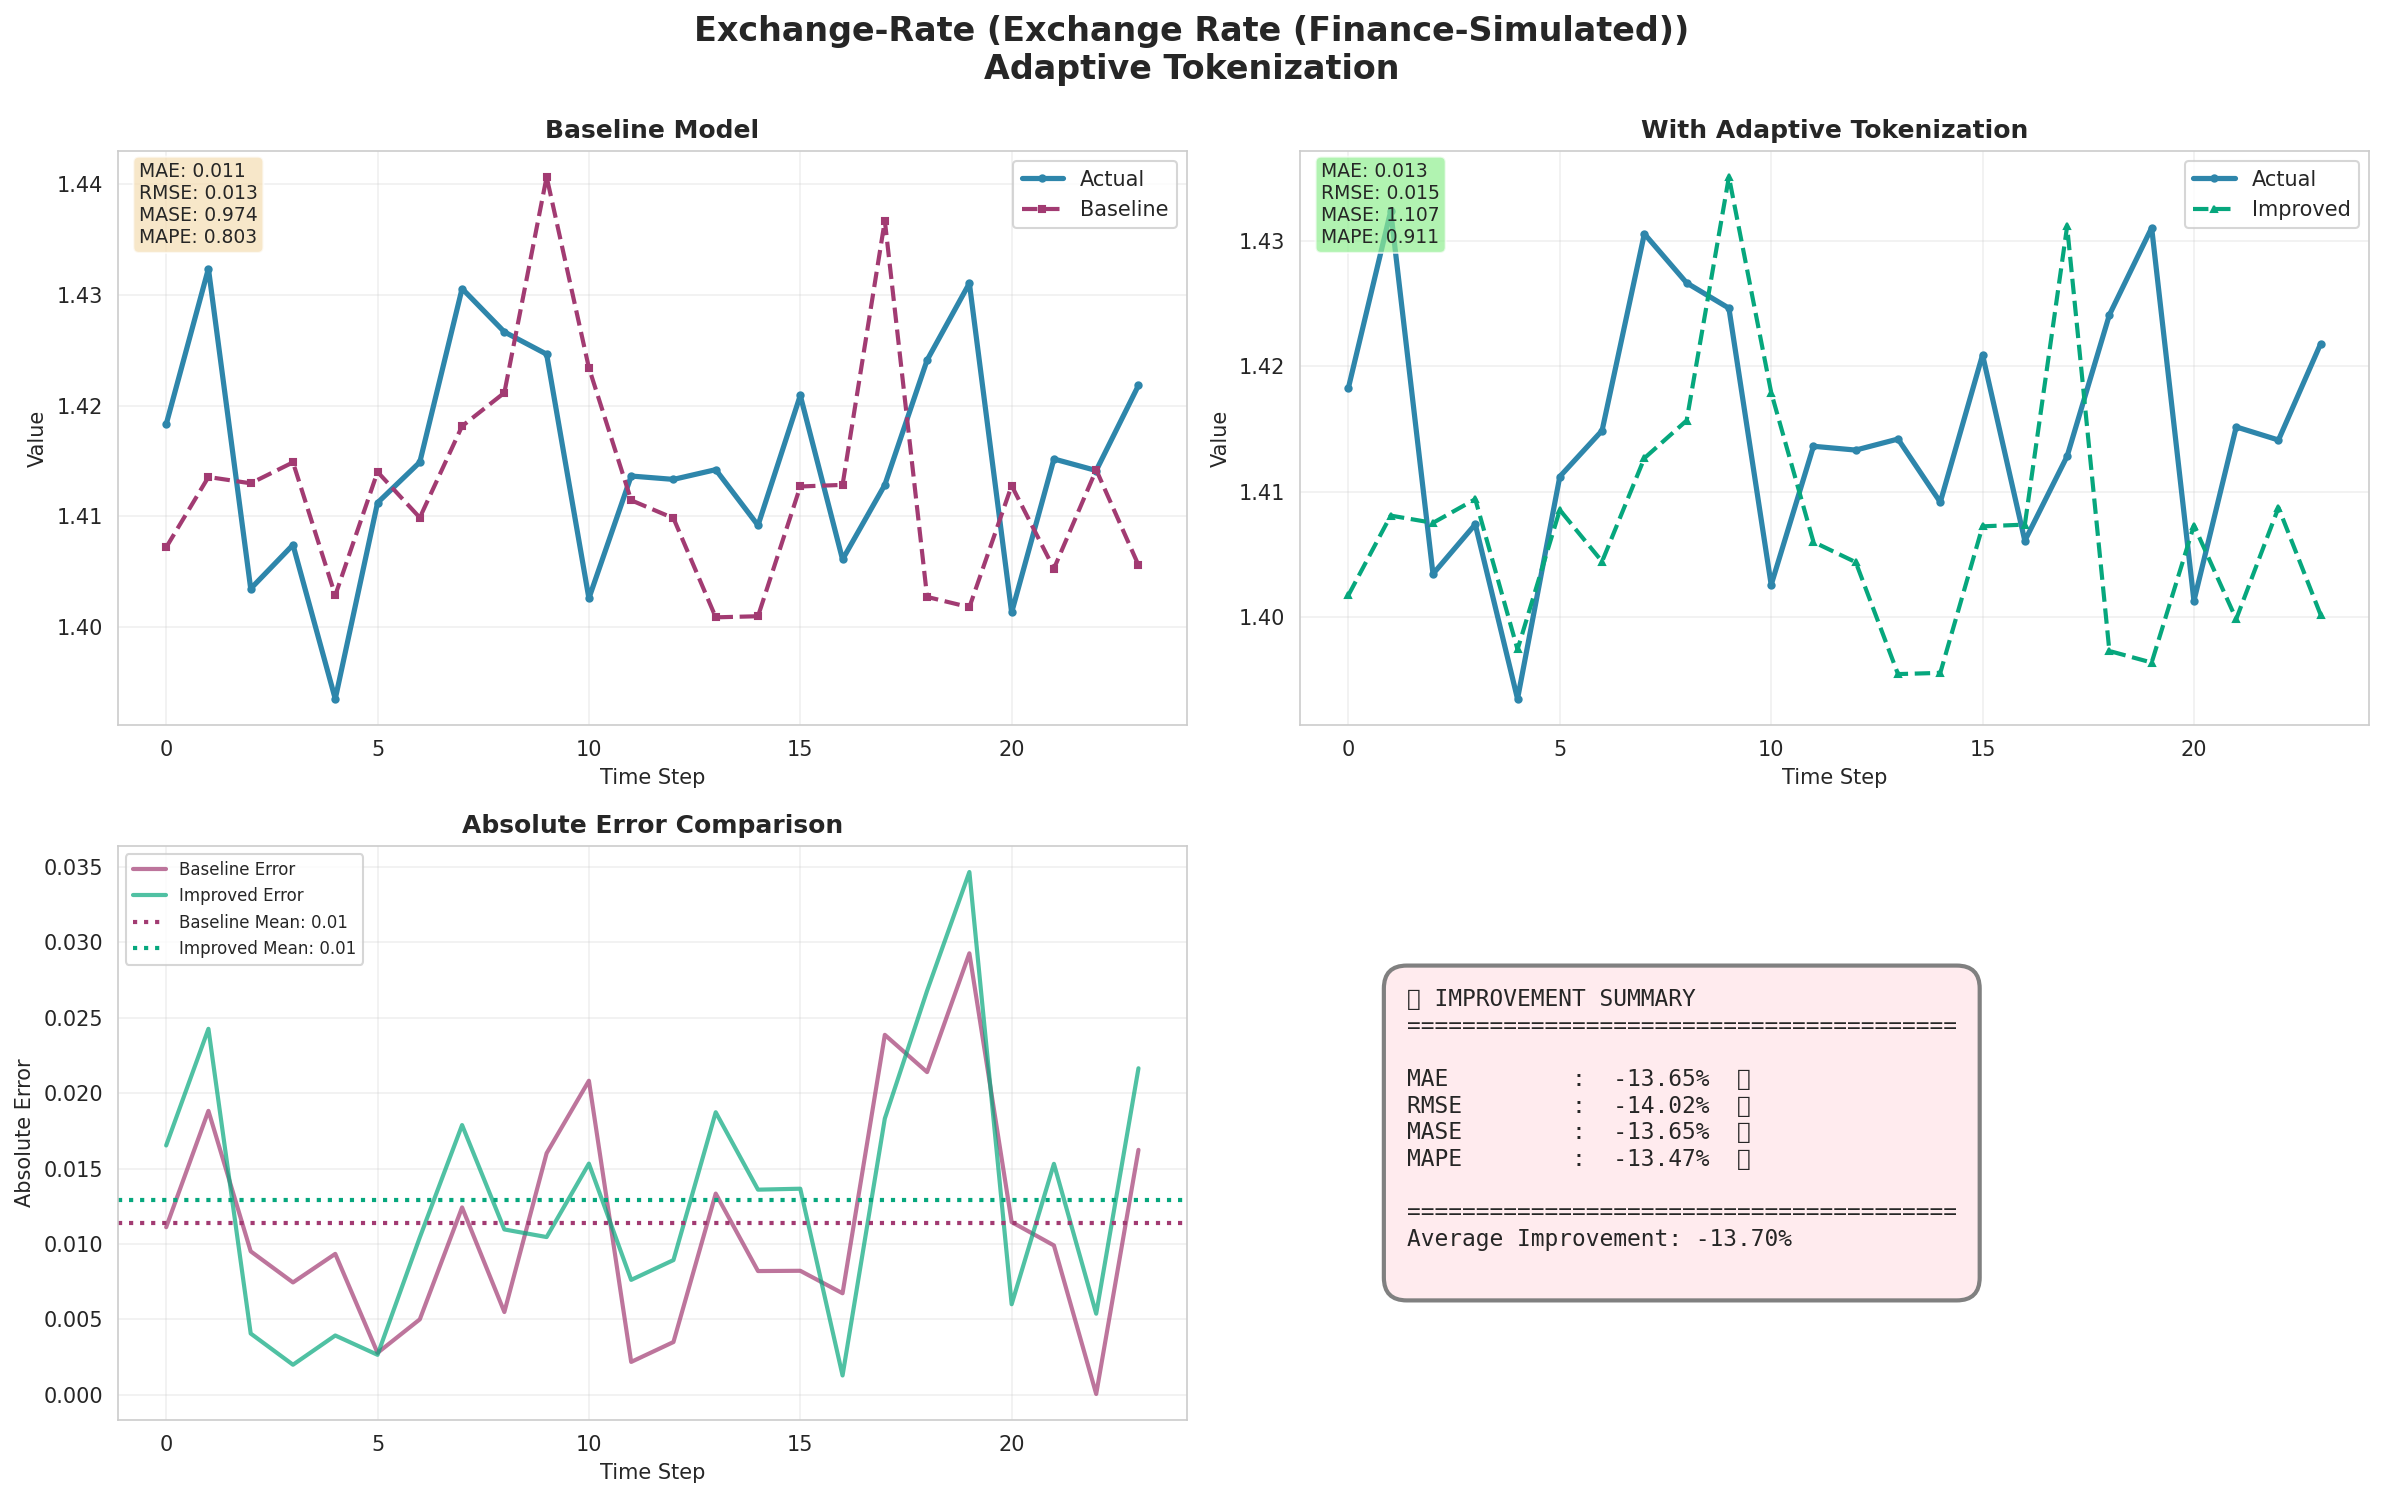 Exchange-Rate (Exchange Rate (Finance-Simulated))
Adaptive Tokenization
Baseline Model
MAE: 0.011
RMSE: 0.013
MASE: 0.974
MAPE: 0.803
Actual
Baseline
1.44
1.43
1.42
1.41
1.40
Value
0
5
10
15
20
Time Step
With Adaptive Tokenization
MAE: 0.013
RMSE: 0.015
MASE: 1.107
MAPE: 0.911
Actual
Improved
1.43
1.42
1.41
1.40
Value
0
5
10
15
20
Time Step
Absolute Error Comparison
Baseline Error
Improved Error
Baseline Mean: 0.01
Improved Mean: 0.01
0.035
0.030
0.025
0.020
0.015
0.010
0.005
0.000
Absolute Error
0
5
10
15
20
Time Step
IMPROVEMENT SUMMARY
========================================
MAE : -13.65%
RMSE : -14.02%
MASE : -13.65%
MAPE : -13.47%
========================================
Average Improvement: -13.70%